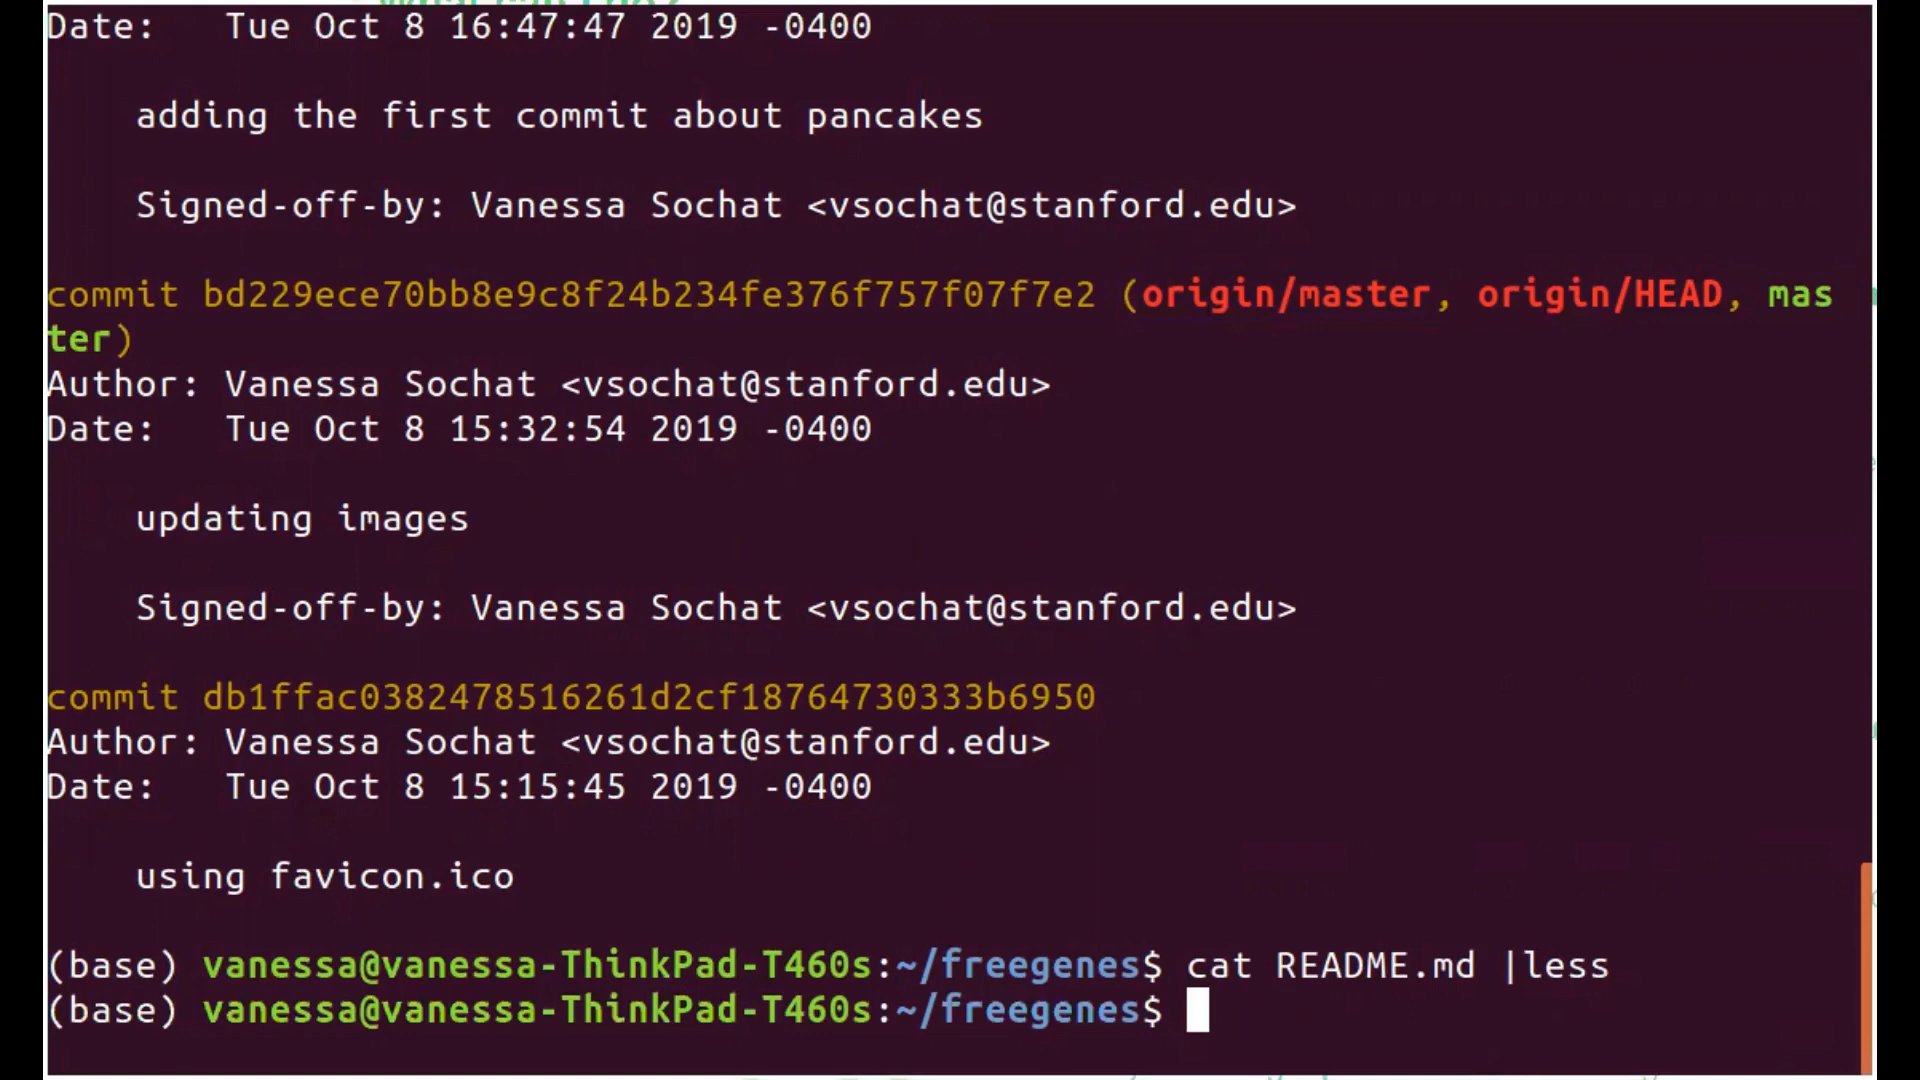 Date:   Tue Oct 8 16:47:47 2019 -0400
adding the first commit about pancakes
Signed-off-by: Vanessa Sochat <vsochat@stanford.edu>
commit bd229ece70bb8e9c8f24b234fe376f757f07f7e2 (origin/master, origin/HEAD, mas
ter)
Author: Vanessa Sochat <vsochat@stanford.edu>
Date:   Tue Oct 8 15:32:54 2019 -0400
updating images
Signed-off-by: Vanessa Sochat <vsochat@stanford.edu>
commit db1ffac0382478516261d2cf18764730333b6950
Author: Vanessa Sochat <vsochat@stanford.edu>
Date:   Tue Oct 8 15:15:45 2019 -0400
using favicon.ico
(base) vanessa@vanessa-ThinkPad-T460s:~/freegenes$ cat README.md |less
(base) vanessa@vanessa-ThinkPad-T460s:~/freegenes$